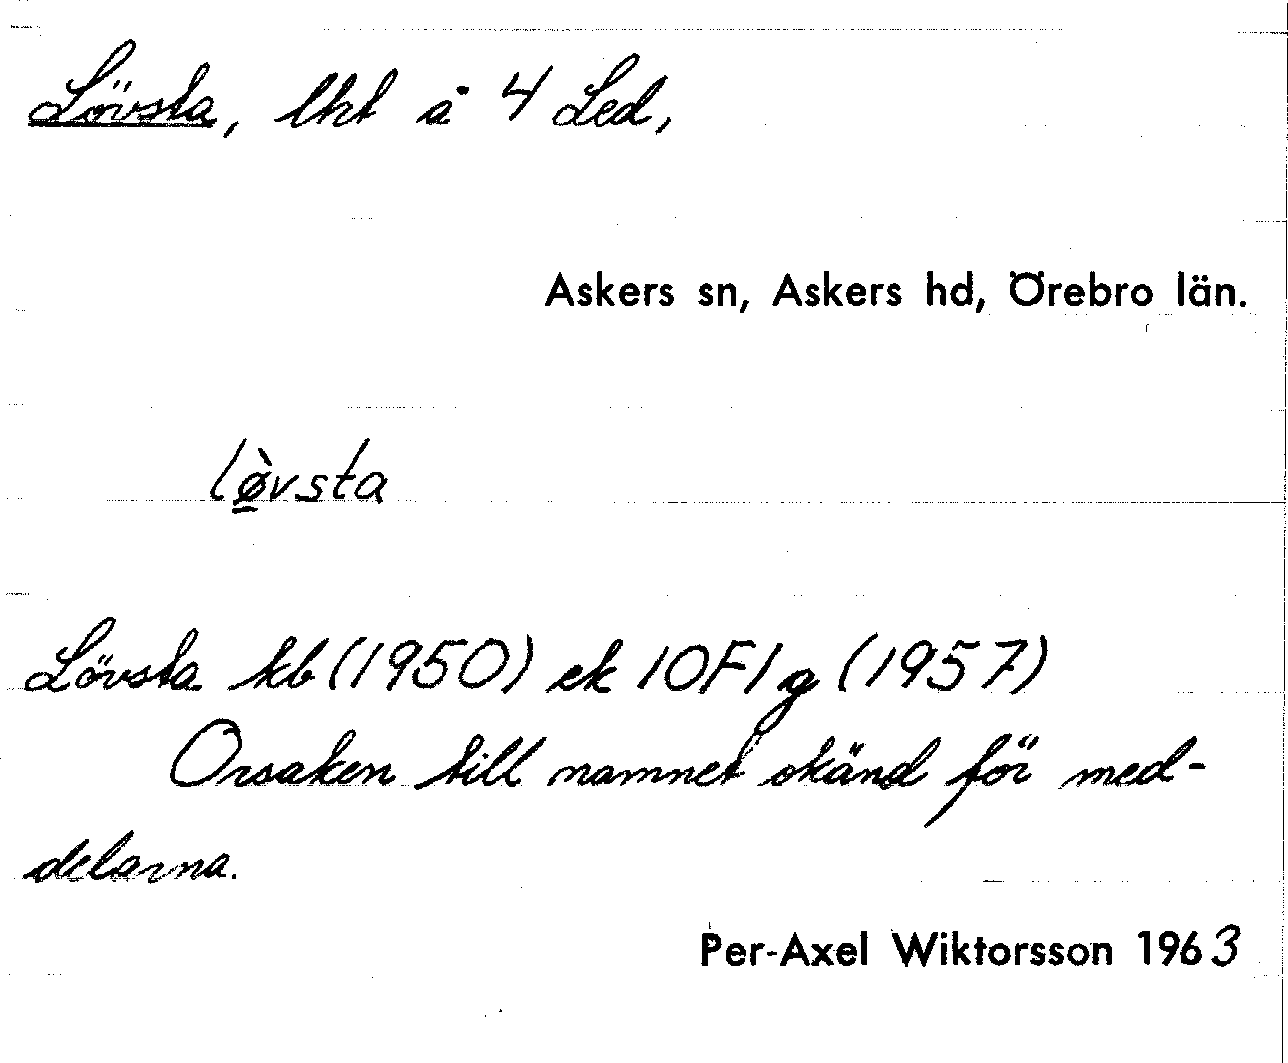 Lövsta, lht å 4 Led,
Askers sn, Askers hd, Örebro län.
lø̀vsta
Lövsta kb (1950) ek 10F1g (1957)
Orsaken till namnet okänd för med-
delarna.
Per-Axel Wiktorsson 1963